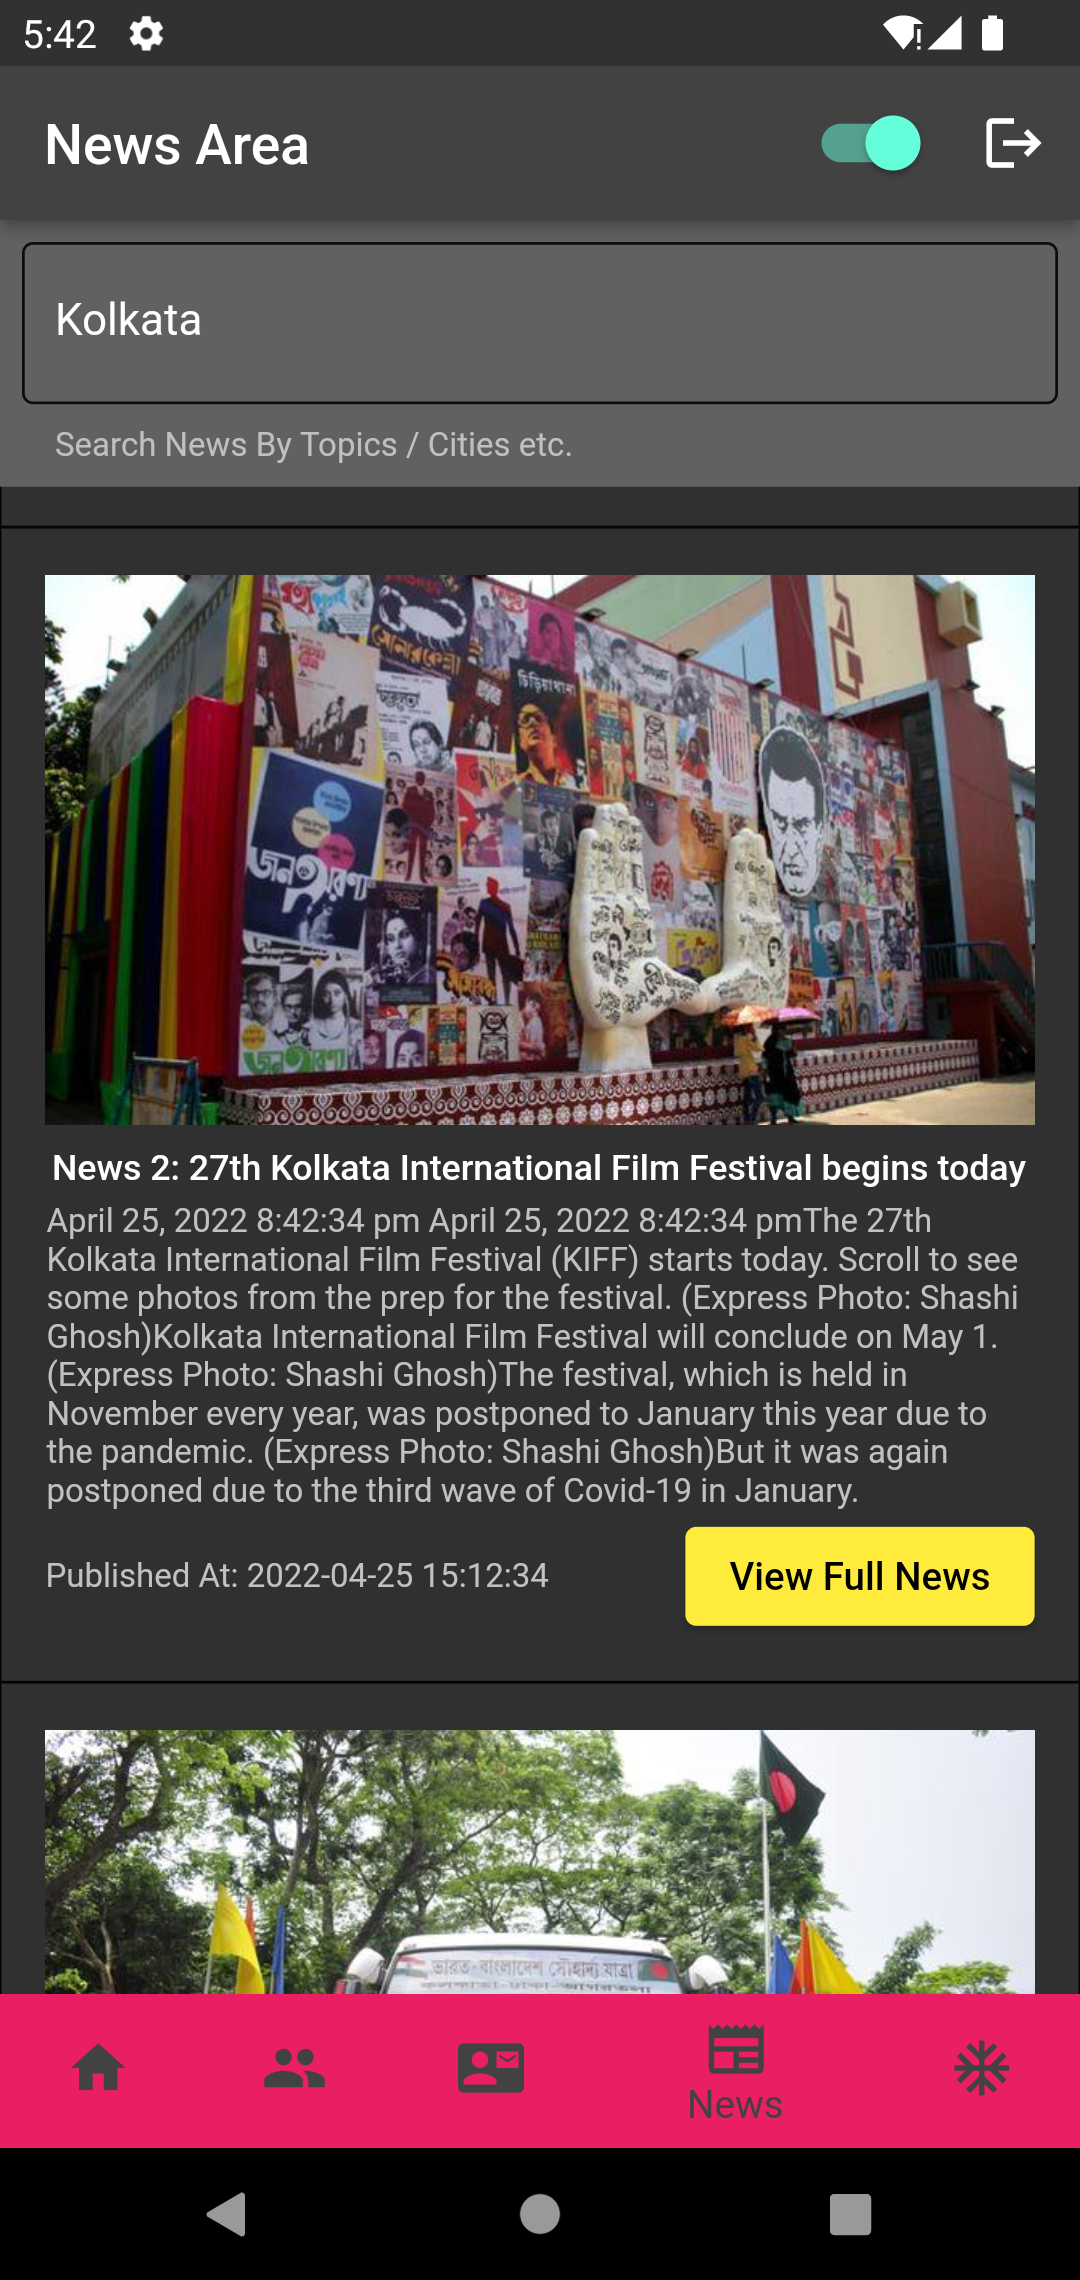 5:42
News Area
Kolkata
Search News By Topics / Cities etc.
সোনার কেল্লা
চিড়িয়াখানা
জন অরণ্য
জন অরণ্য
News 2: 27th Kolkata International Film Festival begins today
April 25, 2022 8:42:34 pm April 25, 2022 8:42:34 pmThe 27th
Kolkata International Film Festival (KIFF) starts today. Scroll to see
some photos from the prep for the festival. (Express Photo: Shashi
Ghosh)Kolkata International Film Festival will conclude on May 1.
(Express Photo: Shashi Ghosh)The festival, which is held in
November every year, was postponed to January this year due to
the pandemic. (Express Photo: Shashi Ghosh)But it was again
postponed due to the third wave of Covid-19 in January.
Published At: 2022-04-25 15:12:34
View Full News
ভারত-বাংলাদেশ সৌহার্দ্য যাত্রা
News